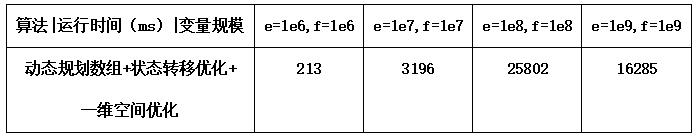 算法|运行时间（ms）|变量规模 e=1e6,f=1e6 e=1e7,f=1e7 e=1e8,f=1e8 e=1e9,f=1e9
动态规划数组+状态转移优化+ 213 3196 25802 16285
一维空间优化